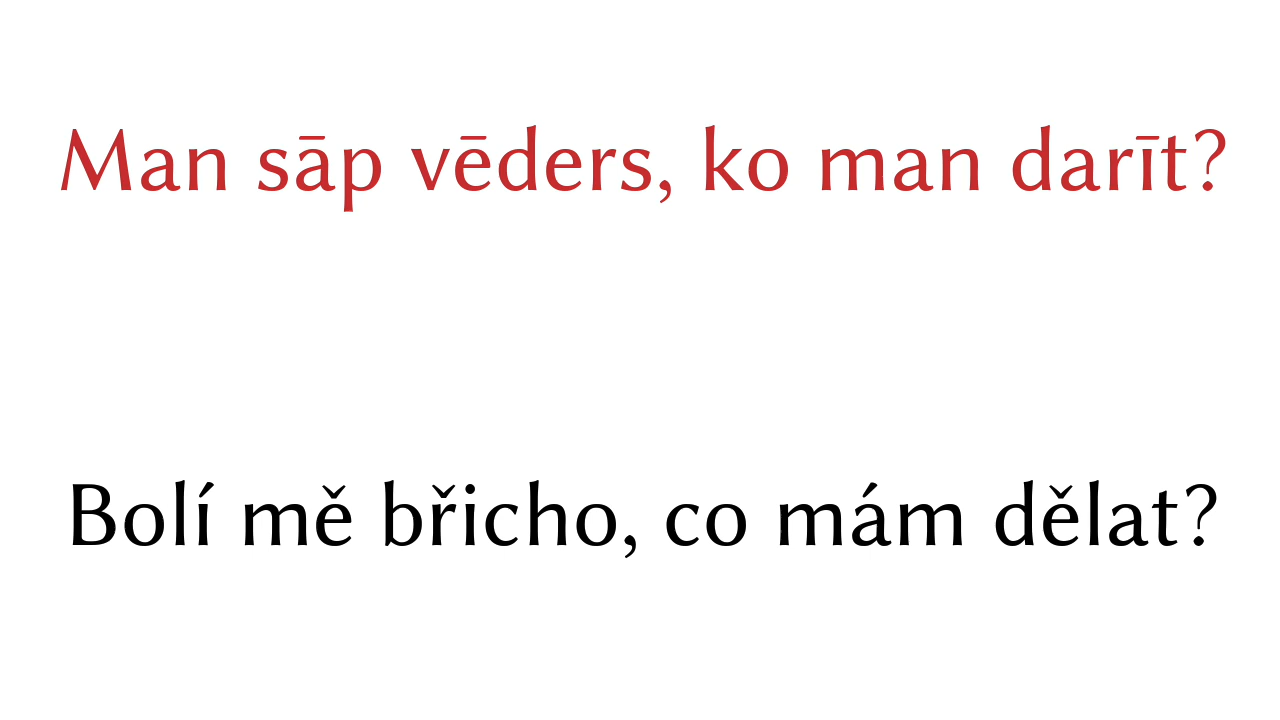 Man sāp vēders, ko man darīt?
Bolí mě břicho, co mám dělat?